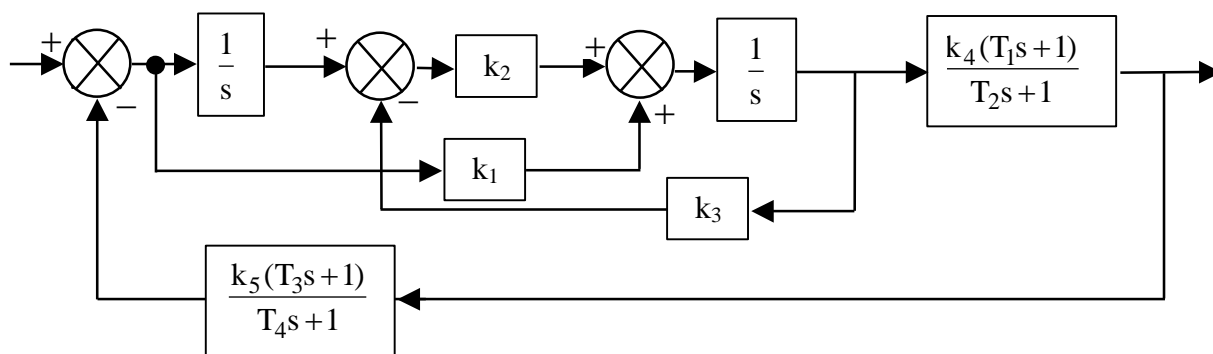 + − 1/s + − k₂ + + 1/s k₄(T₁s+1)/(T₂s+1)
k₁
k₃
k₅(T₃s+1)/(T₄s+1)